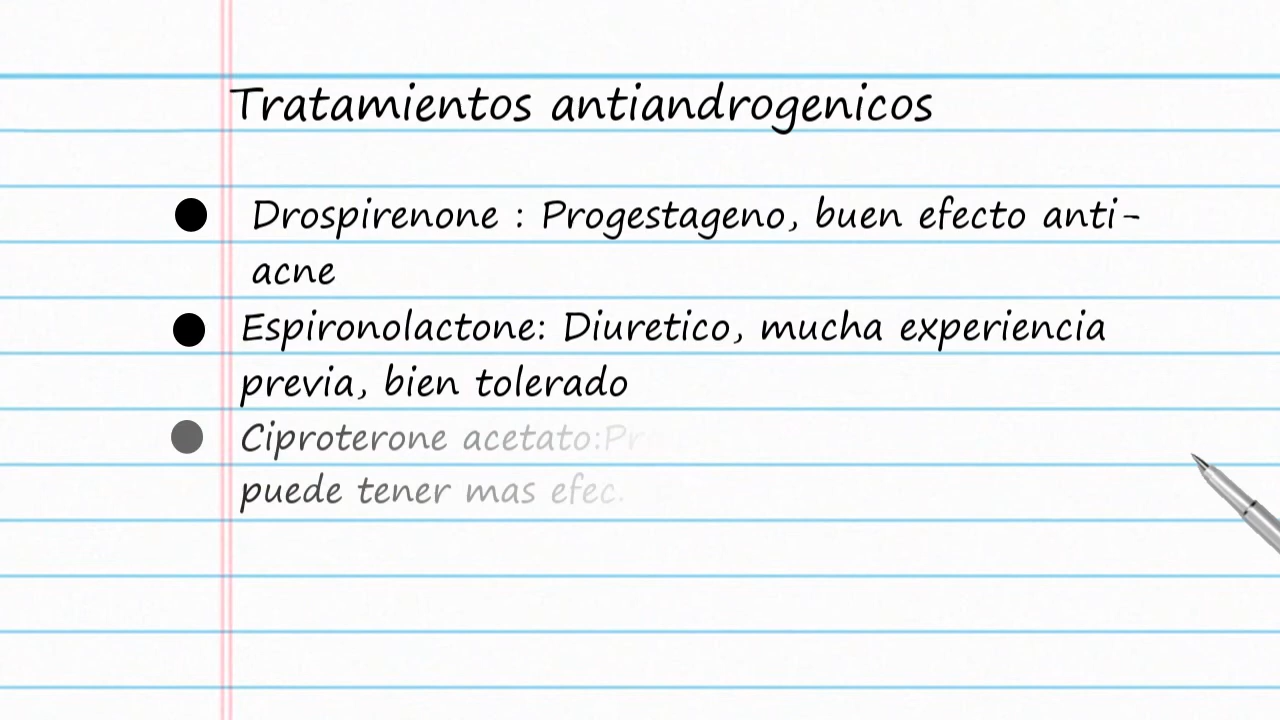 Tratamientos antiandrogenicos
Drospirenone : Progestageno, buen efecto anti-
acne
Espironolactone: Diuretico, mucha experiencia
previa, bien tolerado
Ciproterone acetato:
puede tener mas